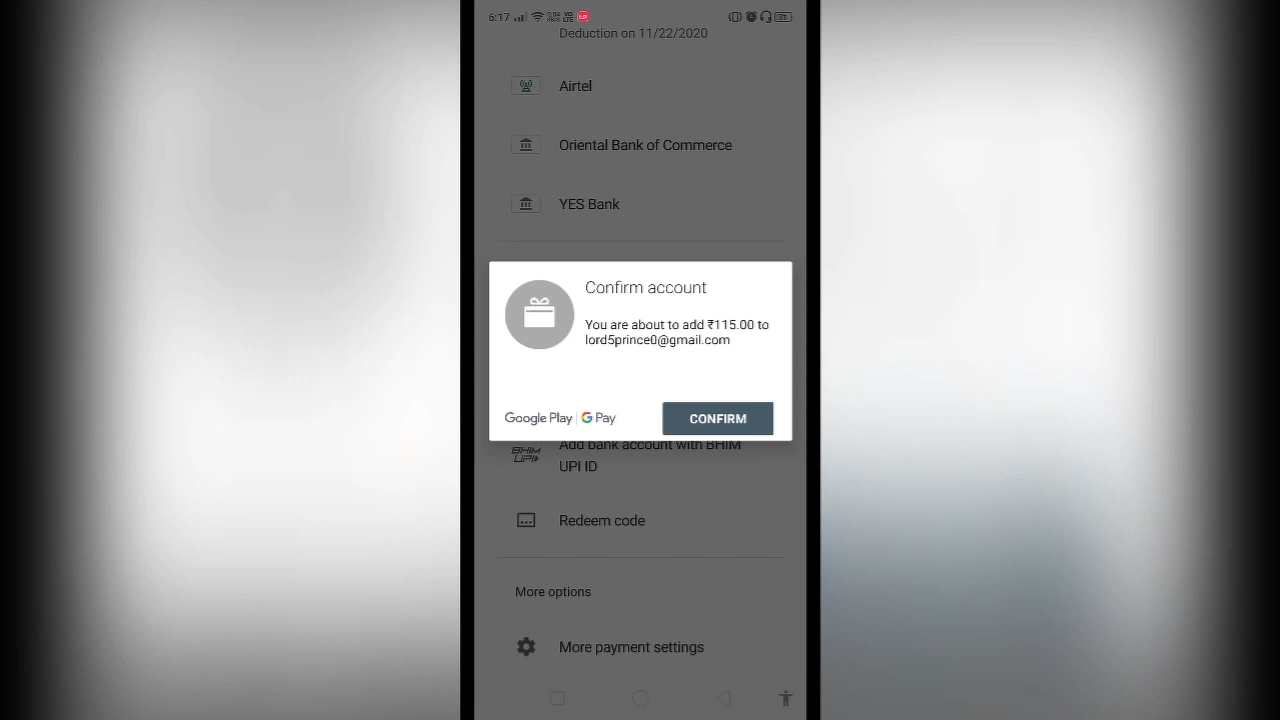 6:17
Deduction on 11/22/2020
Airtel
Oriental Bank of Commerce
YES Bank
Confirm account
You are about to add ₹115.00 to
lord5prince0@gmail.com
Google Play | G Pay
CONFIRM
Add bank account with BHIM
UPI ID
BHIM
UPI
Redeem code
More options
More payment settings